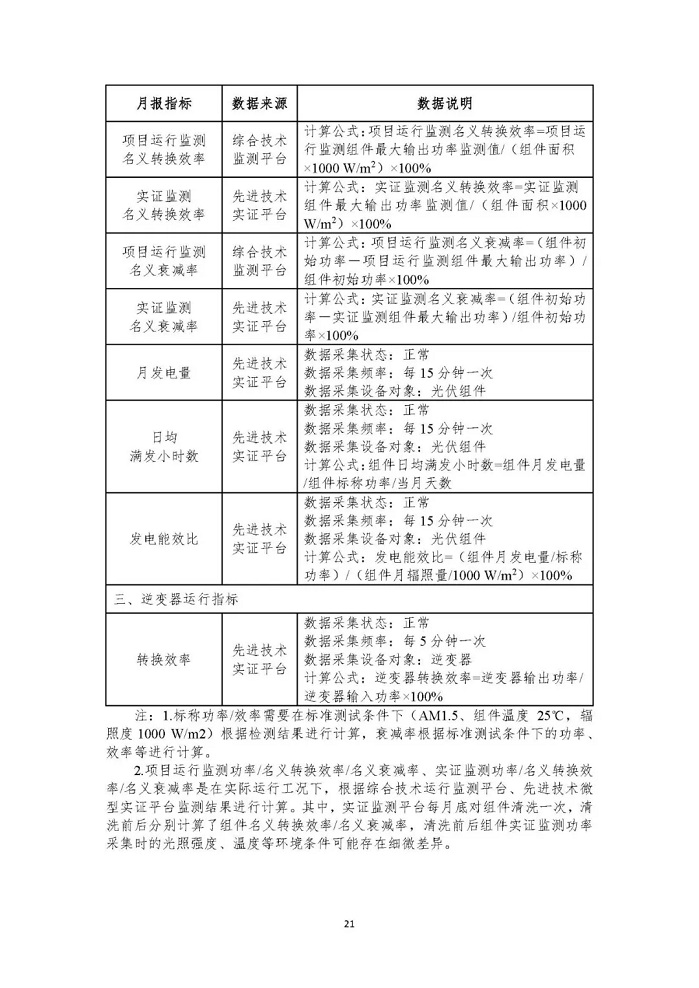 月报指标 数据来源 数据说明
项目运行监测
名义转换效率
综合技术
监测平台
计算公式:项目运行监测名义转换效率=项目运
行监测组件最大输出功率监测值/（组件面积
×1000 W/m²）×100%
实证监测
名义转换效率
先进技术
实证平台
计算公式：实证监测名义转换效率=实证监测
组件最大输出功率监测值/（组件面积×1000
W/m²）×100%
项目运行监测
名义衰减率
综合技术
监测平台
计算公式：项目运行监测名义衰减率=（组件初
始功率－项目运行监测组件最大输出功率）/
组件初始功率×100%
实证监测
名义衰减率
先进技术
实证平台
计算公式：实证监测名义衰减率=（组件初始功
率－实证监测组件最大输出功率）/组件初始功
率×100%
月发电量
先进技术
实证平台
数据采集状态：正常
数据采集频率：每 15 分钟一次
数据采集设备对象：光伏组件
日均
满发小时数
先进技术
实证平台
数据采集状态：正常
数据采集频率：每 15 分钟一次
数据采集设备对象：光伏组件
计算公式:组件日均满发小时数=组件月发电量
/组件标称功率/当月天数
发电能效比
先进技术
实证平台
数据采集状态：正常
数据采集频率：每 15 分钟一次
数据采集设备对象：光伏组件
计算公式：发电能效比=（组件月发电量/标称
功率）/（组件月辐照量/1000 W/m²）×100%
三、逆变器运行指标
转换效率
先进技术
实证平台
数据采集状态：正常
数据采集频率：每 5 分钟一次
数据采集设备对象：逆变器
计算公式：逆变器转换效率=逆变器输出功率/
逆变器输入功率×100%
注：1.标称功率/效率需要在标准测试条件下（AM1.5、组件温度 25℃，辐
照度 1000 W/m2）根据检测结果进行计算，衰减率根据标准测试条件下的功率、
效率等进行计算。
2.项目运行监测功率/名义转换效率/名义衰减率、实证监测功率/名义转换效
率/名义衰减率是在实际运行工况下，根据综合技术运行监测平台、先进技术微
型实证平台监测结果进行计算。其中，实证监测平台每月底对组件清洗一次，清
洗前后分别计算了组件名义转换效率/名义衰减率，清洗前后组件实证监测功率
采集时的光照强度、温度等环境条件可能存在细微差异。
21